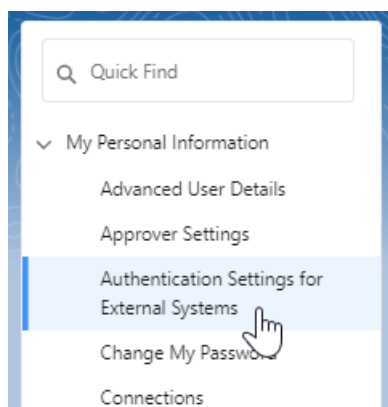 Quick Find
My Personal Information
Advanced User Details
Approver Settings
Authentication Settings for
External Systems
Change My Password
Connections